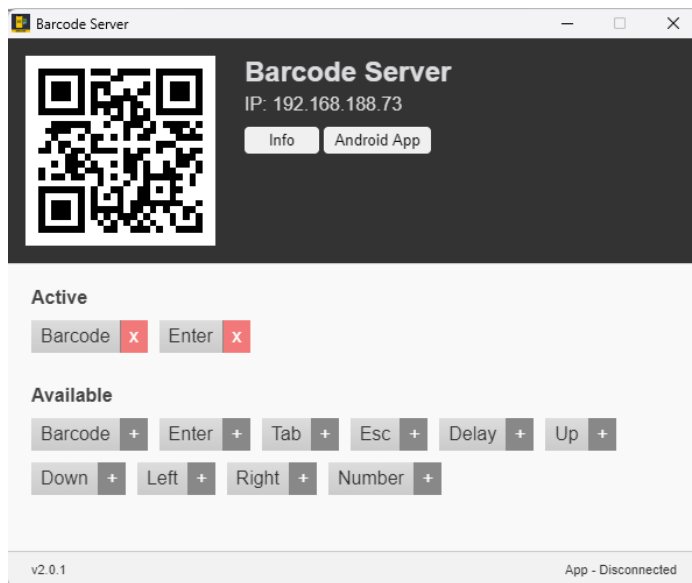 Barcode Server
Barcode Server
IP: 192.168.188.73
Info Android App
Active
Barcode x Enter x
Available
Barcode + Enter + Tab + Esc + Delay + Up +
Down + Left + Right + Number +
v2.0.1 App - Disconnected